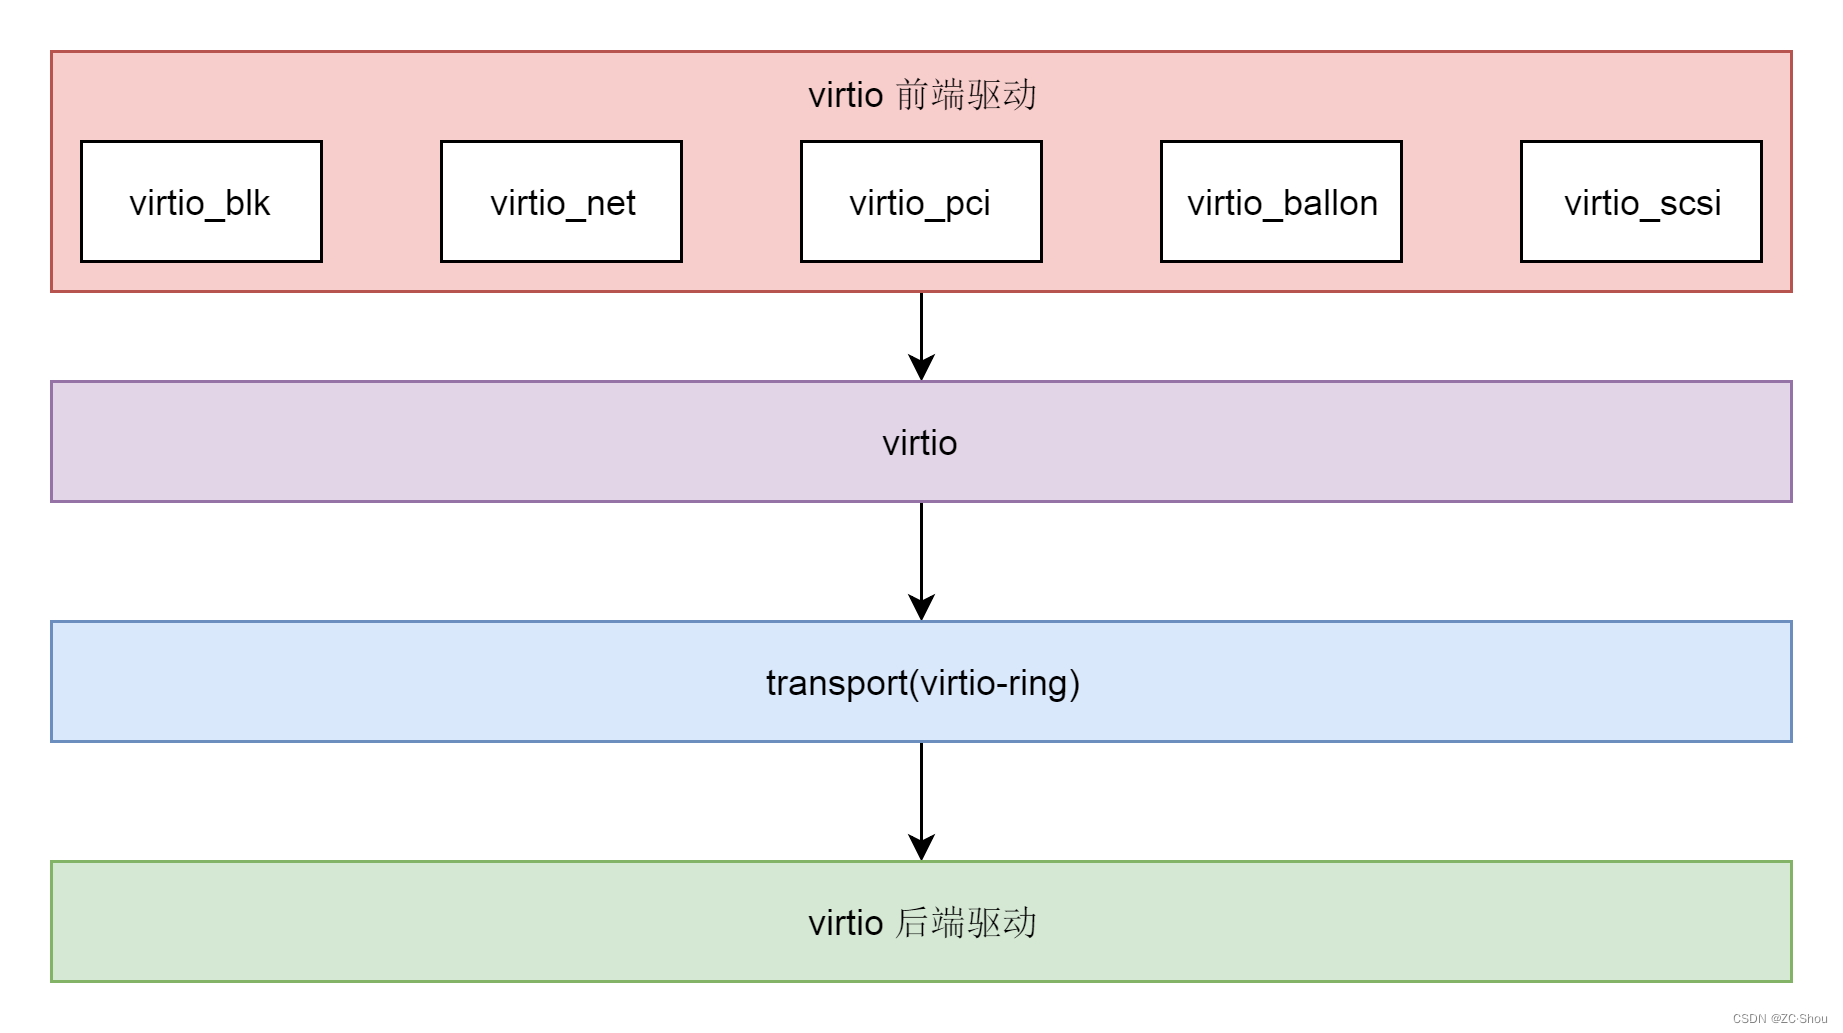 virtio 前端驱动
virtio_blk
virtio_net
virtio_pci
virtio_ballon
virtio_scsi
virtio
transport(virtio-ring)
virtio 后端驱动
CSDN @ZC·Shou